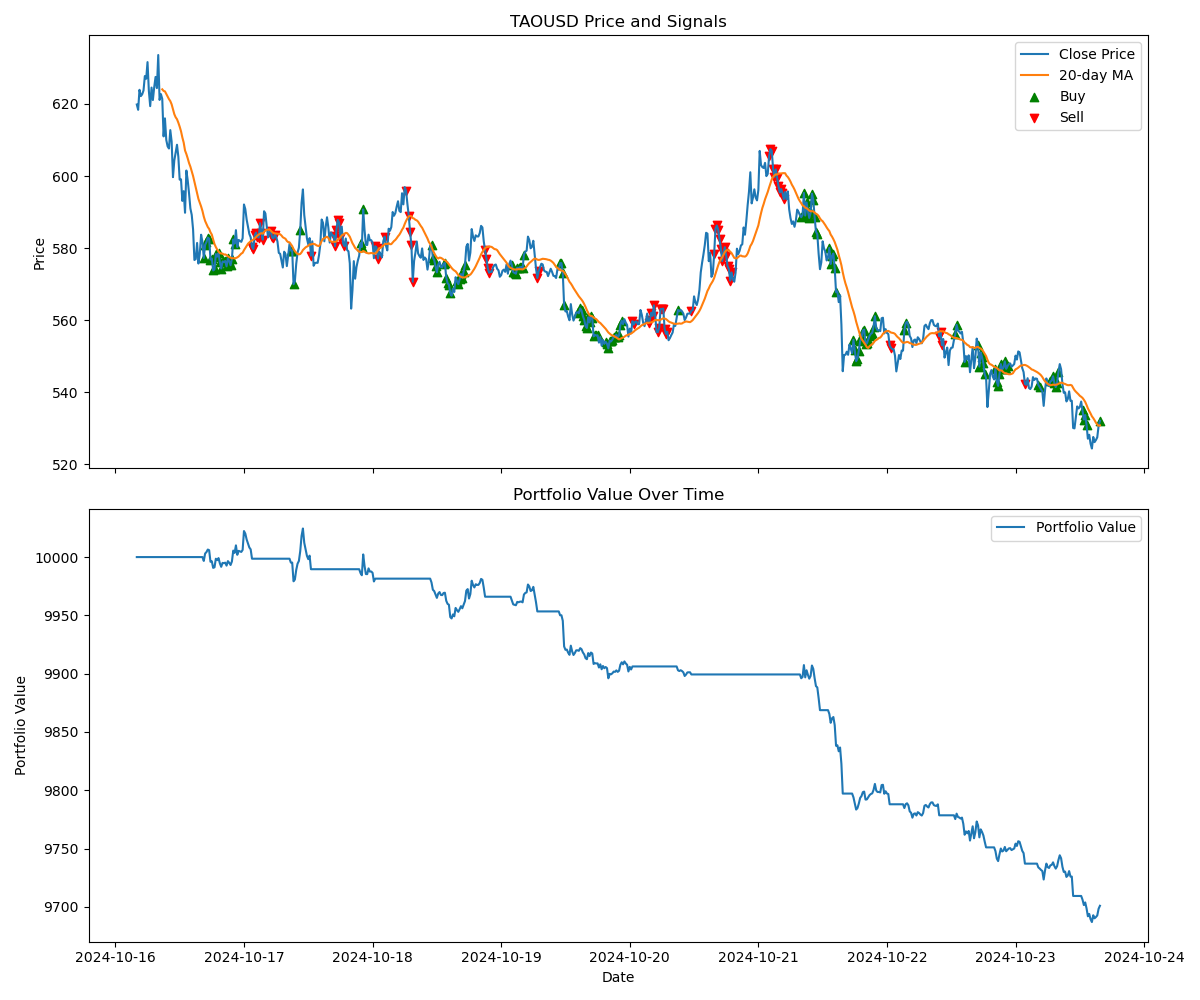 TAOUSD Price and Signals
Price
620
600
580
560
540
520
Close Price
20-day MA
Buy
Sell
Portfolio Value Over Time
Portfolio Value
10000
9950
9900
9850
9800
9750
9700
Portfolio Value
2024-10-16
2024-10-17
2024-10-18
2024-10-19
2024-10-20
2024-10-21
2024-10-22
2024-10-23
2024-10-24
Date